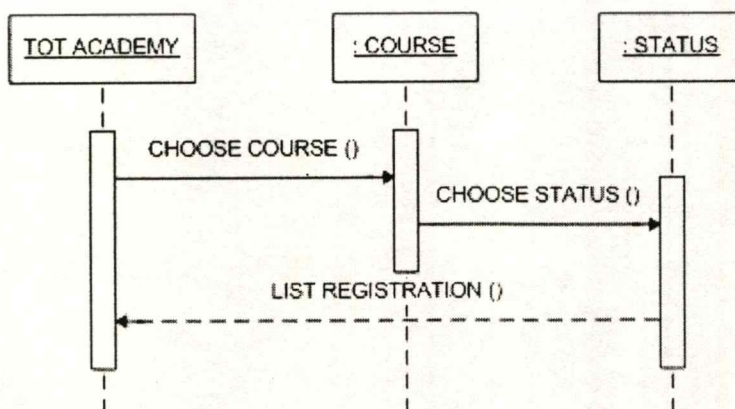 TOT ACADEMY
: COURSE
: STATUS
CHOOSE COURSE ()
CHOOSE STATUS ()
LIST REGISTRATION ()